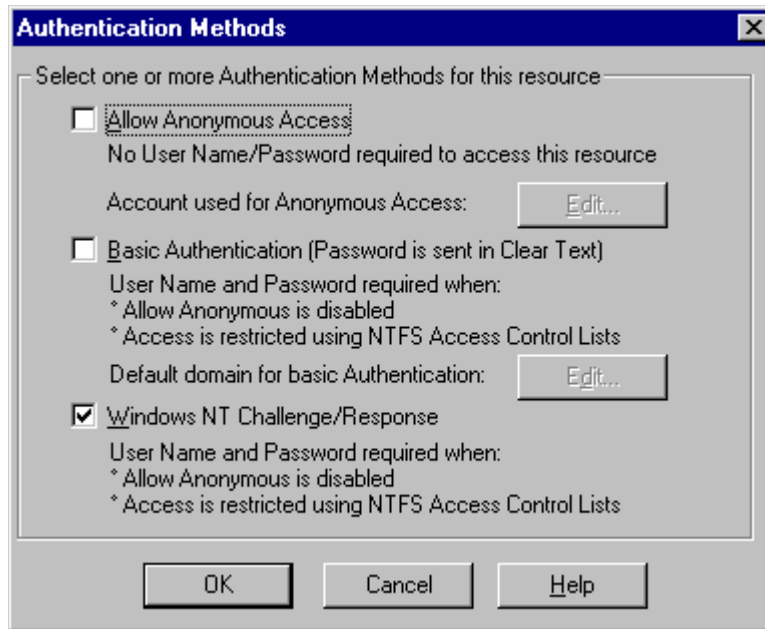 Authentication Methods
Select one or more Authentication Methods for this resource
Allow Anonymous Access
No User Name/Password required to access this resource
Account used for Anonymous Access: Edit...
Basic Authentication (Password is sent in Clear Text)
User Name and Password required when:
* Allow Anonymous is disabled
* Access is restricted using NTFS Access Control Lists
Default domain for basic Authentication: Edit...
Windows NT Challenge/Response
User Name and Password required when:
* Allow Anonymous is disabled
* Access is restricted using NTFS Access Control Lists
OK Cancel Help